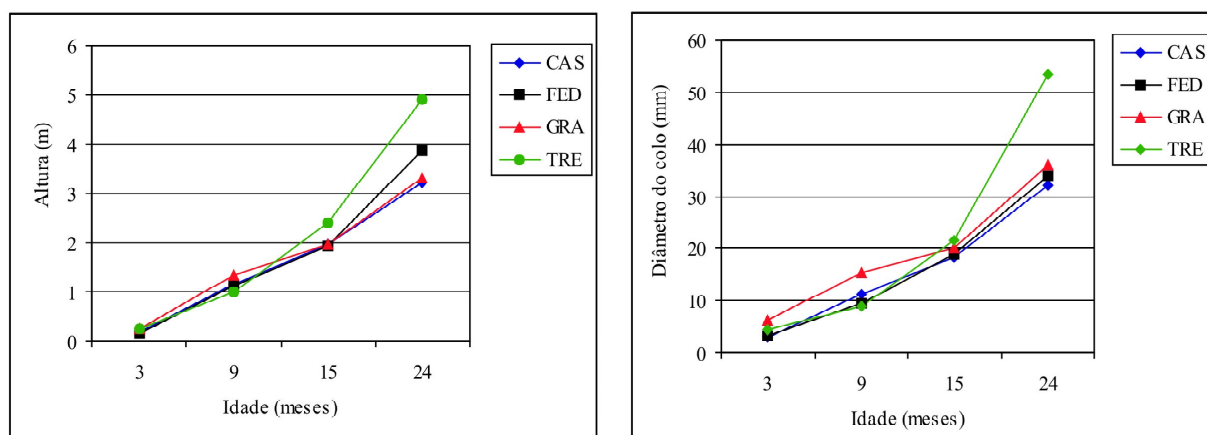 Altura (m)
6
5
4
3
2
1
0
3 9 15 24
Idade (meses)
CAS
FED
GRA
TRE
Diâmetro do colo (mm)
60
50
40
30
20
10
0
3 9 15 24
Idade (meses)
CAS
FED
GRA
TRE